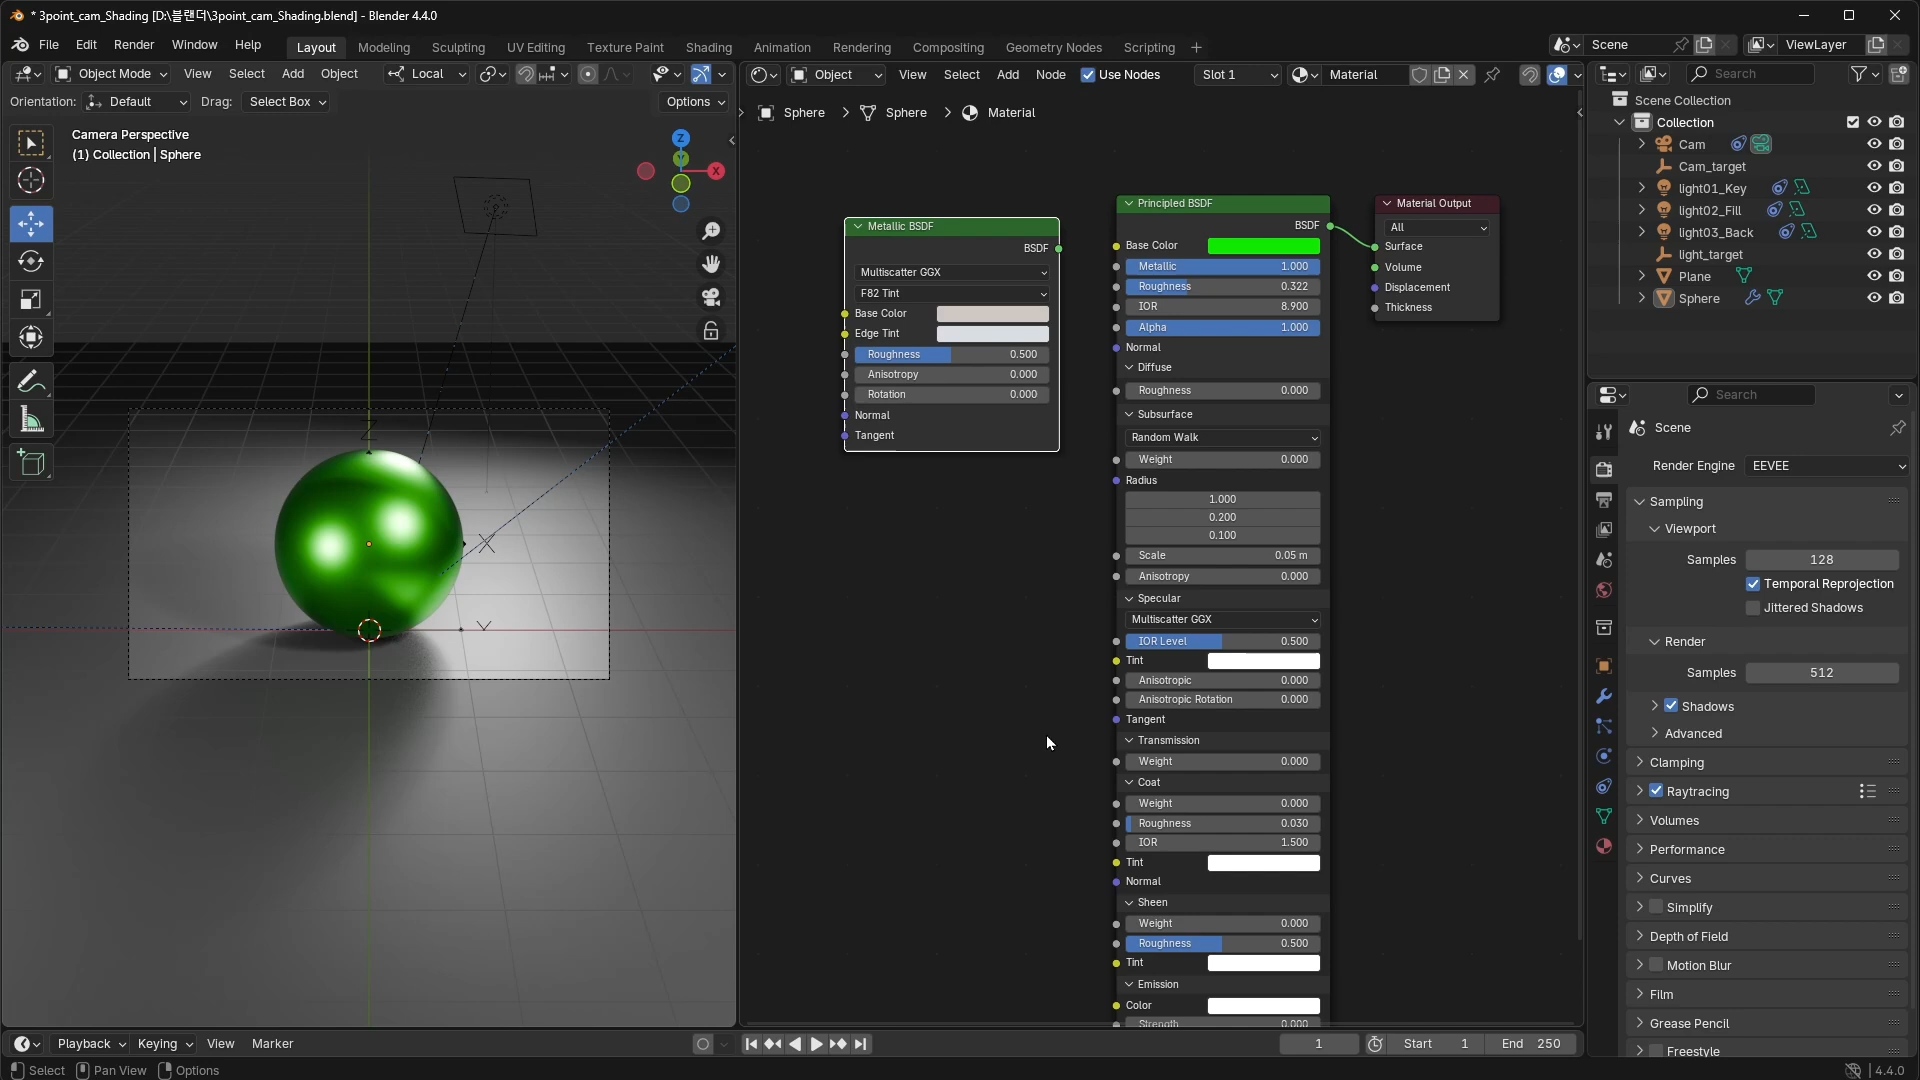 * 3point_cam_Shading [D:\블랜더\3point_cam_Shading.blend] - Blender 4.4.0
File Edit Render Window Help Layout Modeling Sculpting UV Editing Texture Paint Shading Animation Rendering Compositing Geometry Nodes Scripting Scene ViewLayer
Object Mode View Select Add Object Local
Orientation: Default Drag: Select Box Options
Camera Perspective
(1) Collection | Sphere
Z
X
Z
X
Y
Object View Select Add Node Use Nodes Slot 1 Material
Sphere Sphere Material
Metallic BSDF
BSDF
Multiscatter GGX
F82 Tint
Base Color
Edge Tint
Roughness 0.500
Anisotropy 0.000
Rotation 0.000
Normal
Tangent
Principled BSDF
BSDF
Base Color
Metallic 1.000
Roughness 0.322
IOR 8.900
Alpha 1.000
Normal
Diffuse
Roughness 0.000
Subsurface
Random Walk
Weight 0.000
Radius
1.000
0.200
0.100
Scale 0.05 m
Anisotropy 0.000
Specular
Multiscatter GGX
IOR Level 0.500
Tint
Anisotropic 0.000
Anisotropic Rotation 0.000
Tangent
Transmission
Weight 0.000
Coat
Weight 0.000
Roughness 0.030
IOR 1.500
Tint
Normal
Sheen
Weight 0.000
Roughness 0.500
Tint
Emission
Color
Strength 0.000
Material Output
All
Surface
Volume
Displacement
Thickness
Search
Scene Collection
Collection
Cam
Cam_target
light01_Key
light02_Fill
light03_Back
light_target
Plane
Sphere
Search
Scene
Render Engine EEVEE
Sampling
Viewport
Samples 128
Temporal Reprojection
Jittered Shadows
Render
Samples 512
Shadows
Advanced
Clamping
Raytracing
Volumes
Performance
Curves
Simplify
Depth of Field
Motion Blur
Film
Grease Pencil
Freestyle
Playback Keying View Marker 1 Start 1 End 250
Select Pan View Options 4.4.0